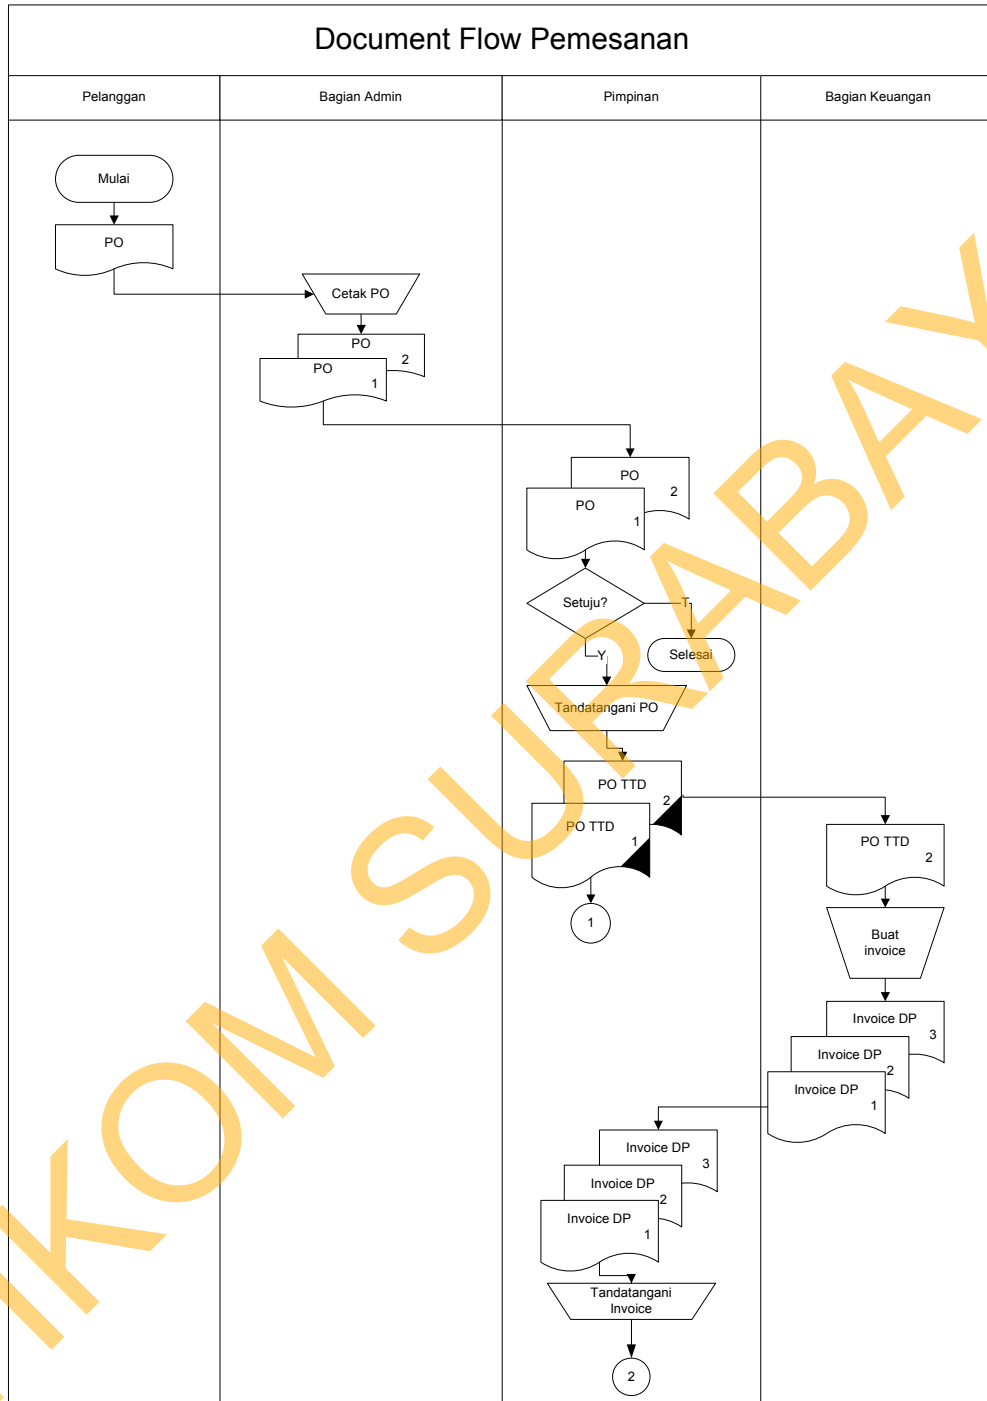 Document Flow Pemesanan
Pelanggan
Bagian Admin
Pimpinan
Bagian Keuangan
Mulai
PO
Cetak PO
PO
2
PO
1
PO
2
PO
1
Setuju?
T
Y
Selesai
Tandatangani PO
PO TTD
2
PO TTD
1
1
PO TTD
2
Buat
invoice
Invoice DP
3
Invoice DP
2
Invoice DP
1
Invoice DP
3
Invoice DP
2
Invoice DP
1
Tandatangani
Invoice
2
IKOM SURABAY